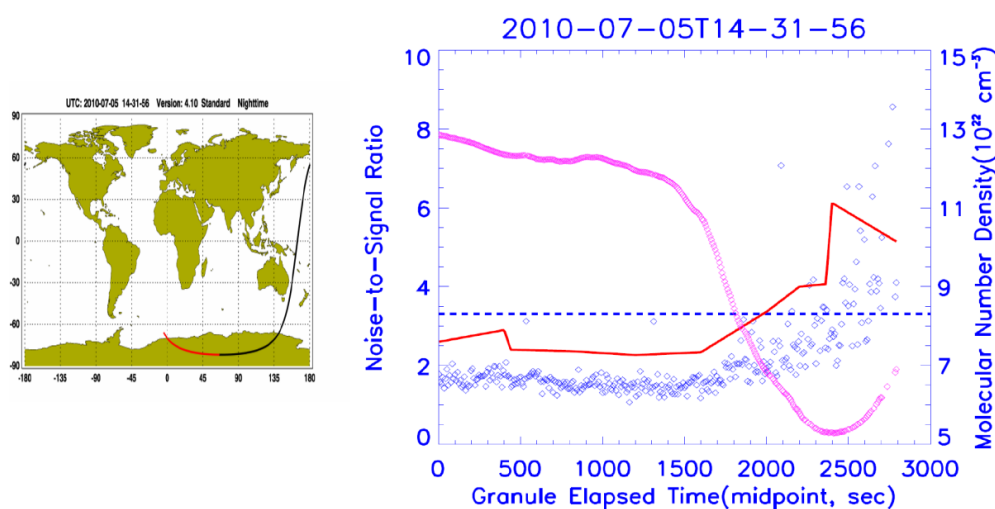 UTC: 2010-07-05 14-31-56 Version: 4.10 Standard Nighttime
90
60
30
0
-30
-60
-90
-180 -135 -90 -45 0 45 90 135 180
2010-07-05T14-31-56
Noise-to-Signal Ratio
10
8
6
4
2
0
15
13
11
9
7
5
Molecular Number Density(10²² cm⁻³)
0 500 1000 1500 2000 2500 3000
Granule Elapsed Time(midpoint, sec)